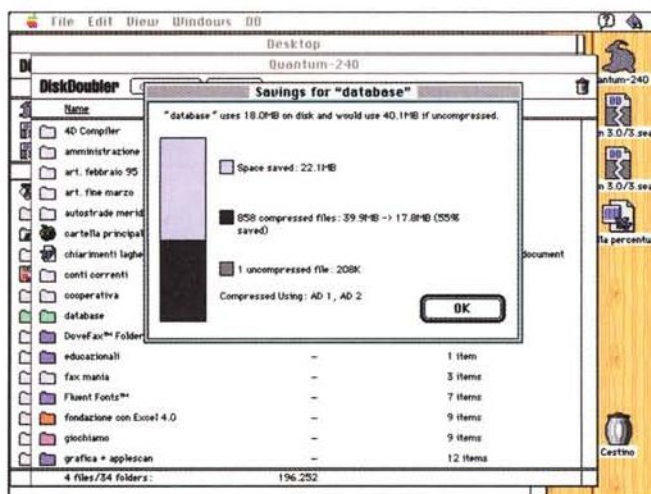 File Edit View Windows DD
Desktop
Quantum-240
DiskDoubler
Savings for "database"
"database" uses 18.0MB on disk and would use 40.1MB if uncompressed.
Space saved: 22.1MB
858 compressed files: 39.9MB -> 17.8MB (55%
saved)
1 uncompressed file: 208K
Compressed Using: AD 1, AD 2
OK
Name
4D Compiler
amministrazione
art. febbraio 95
art. fine marzo
autostrade merid
cartella principal
chiarimenti laghe
document
conti correnti
cooperativa
database
DoveFax™ Folder
educazionali – 1 item
fax mania – 3 items
Fluent Fonts™ – 7 items
fondazione con Excel 4.0 – 9 items
giochiamo – 9 items
grafica + applescan – 12 items
4 files/34 folders: 196.252
antum-240
DD
n 3.0/3.sea
DD
n 3.0/3.sea
lla percentu
Cestino